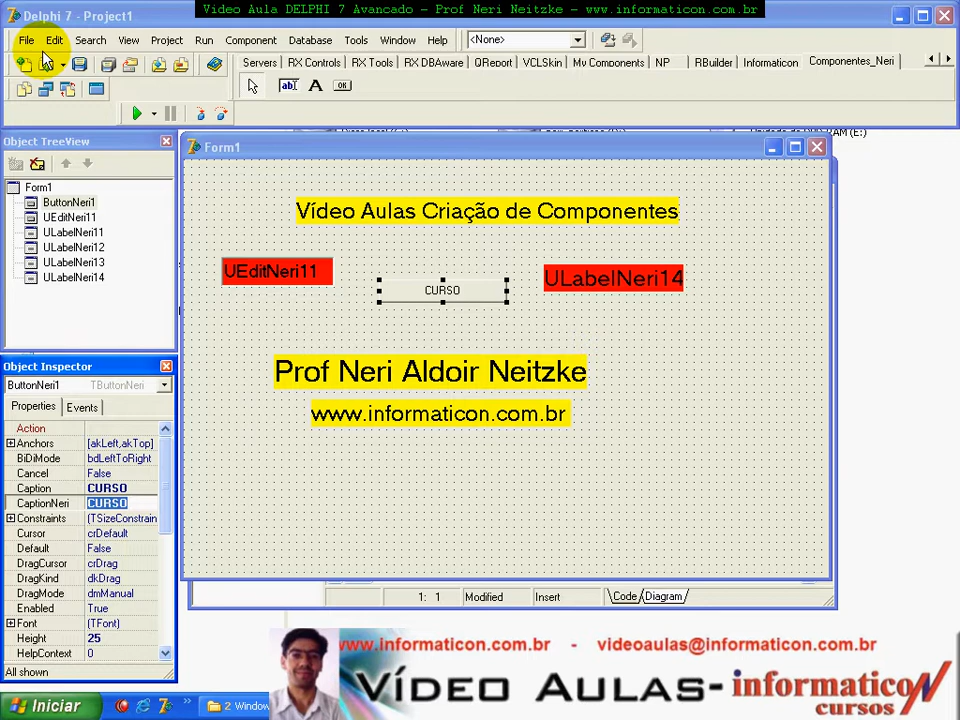 Video Aula DELPHI 7 Avancado - Prof Neri Neitzke - www.informaticon.com.br
Delphi 7 - Project1
File Edit Search View Project Run Component Database Tools Window Help <None>
Servers RX Controls RX Tools RX DBAware QReport VCLSkin My Components NP RBuilder Informaticon Componentes_Neri
abI A OK
Object TreeView
Form1
ButtonNeri1
UEditNeri11
ULabelNeri11
ULabelNeri12
ULabelNeri13
ULabelNeri14
Form1
Vídeo Aulas Criação de Componentes
UEditNeri11
CURSO
ULabelNeri14
Prof Neri Aldoir Neitzke
www.informaticon.com.br
Object Inspector
ButtonNeri1 TButtonNeri
Properties Events
Action
Anchors [akLeft,akTop]
BiDiMode bdLeftToRight
Cancel False
Caption CURSO
CaptionNeri CURSO
Constraints (TSizeConstrain
Cursor crDefault
Default False
DragCursor crDrag
DragKind dkDrag
DragMode dmManual
Enabled True
Font (TFont)
Height 25
HelpContext 0
All shown
1: 1 Modified Insert Code Diagram
www.informaticon.com.br - videoaulas@informaticon.com.br
VÍDEO AULAS- informaticon
cursos
Iniciar 2 Window